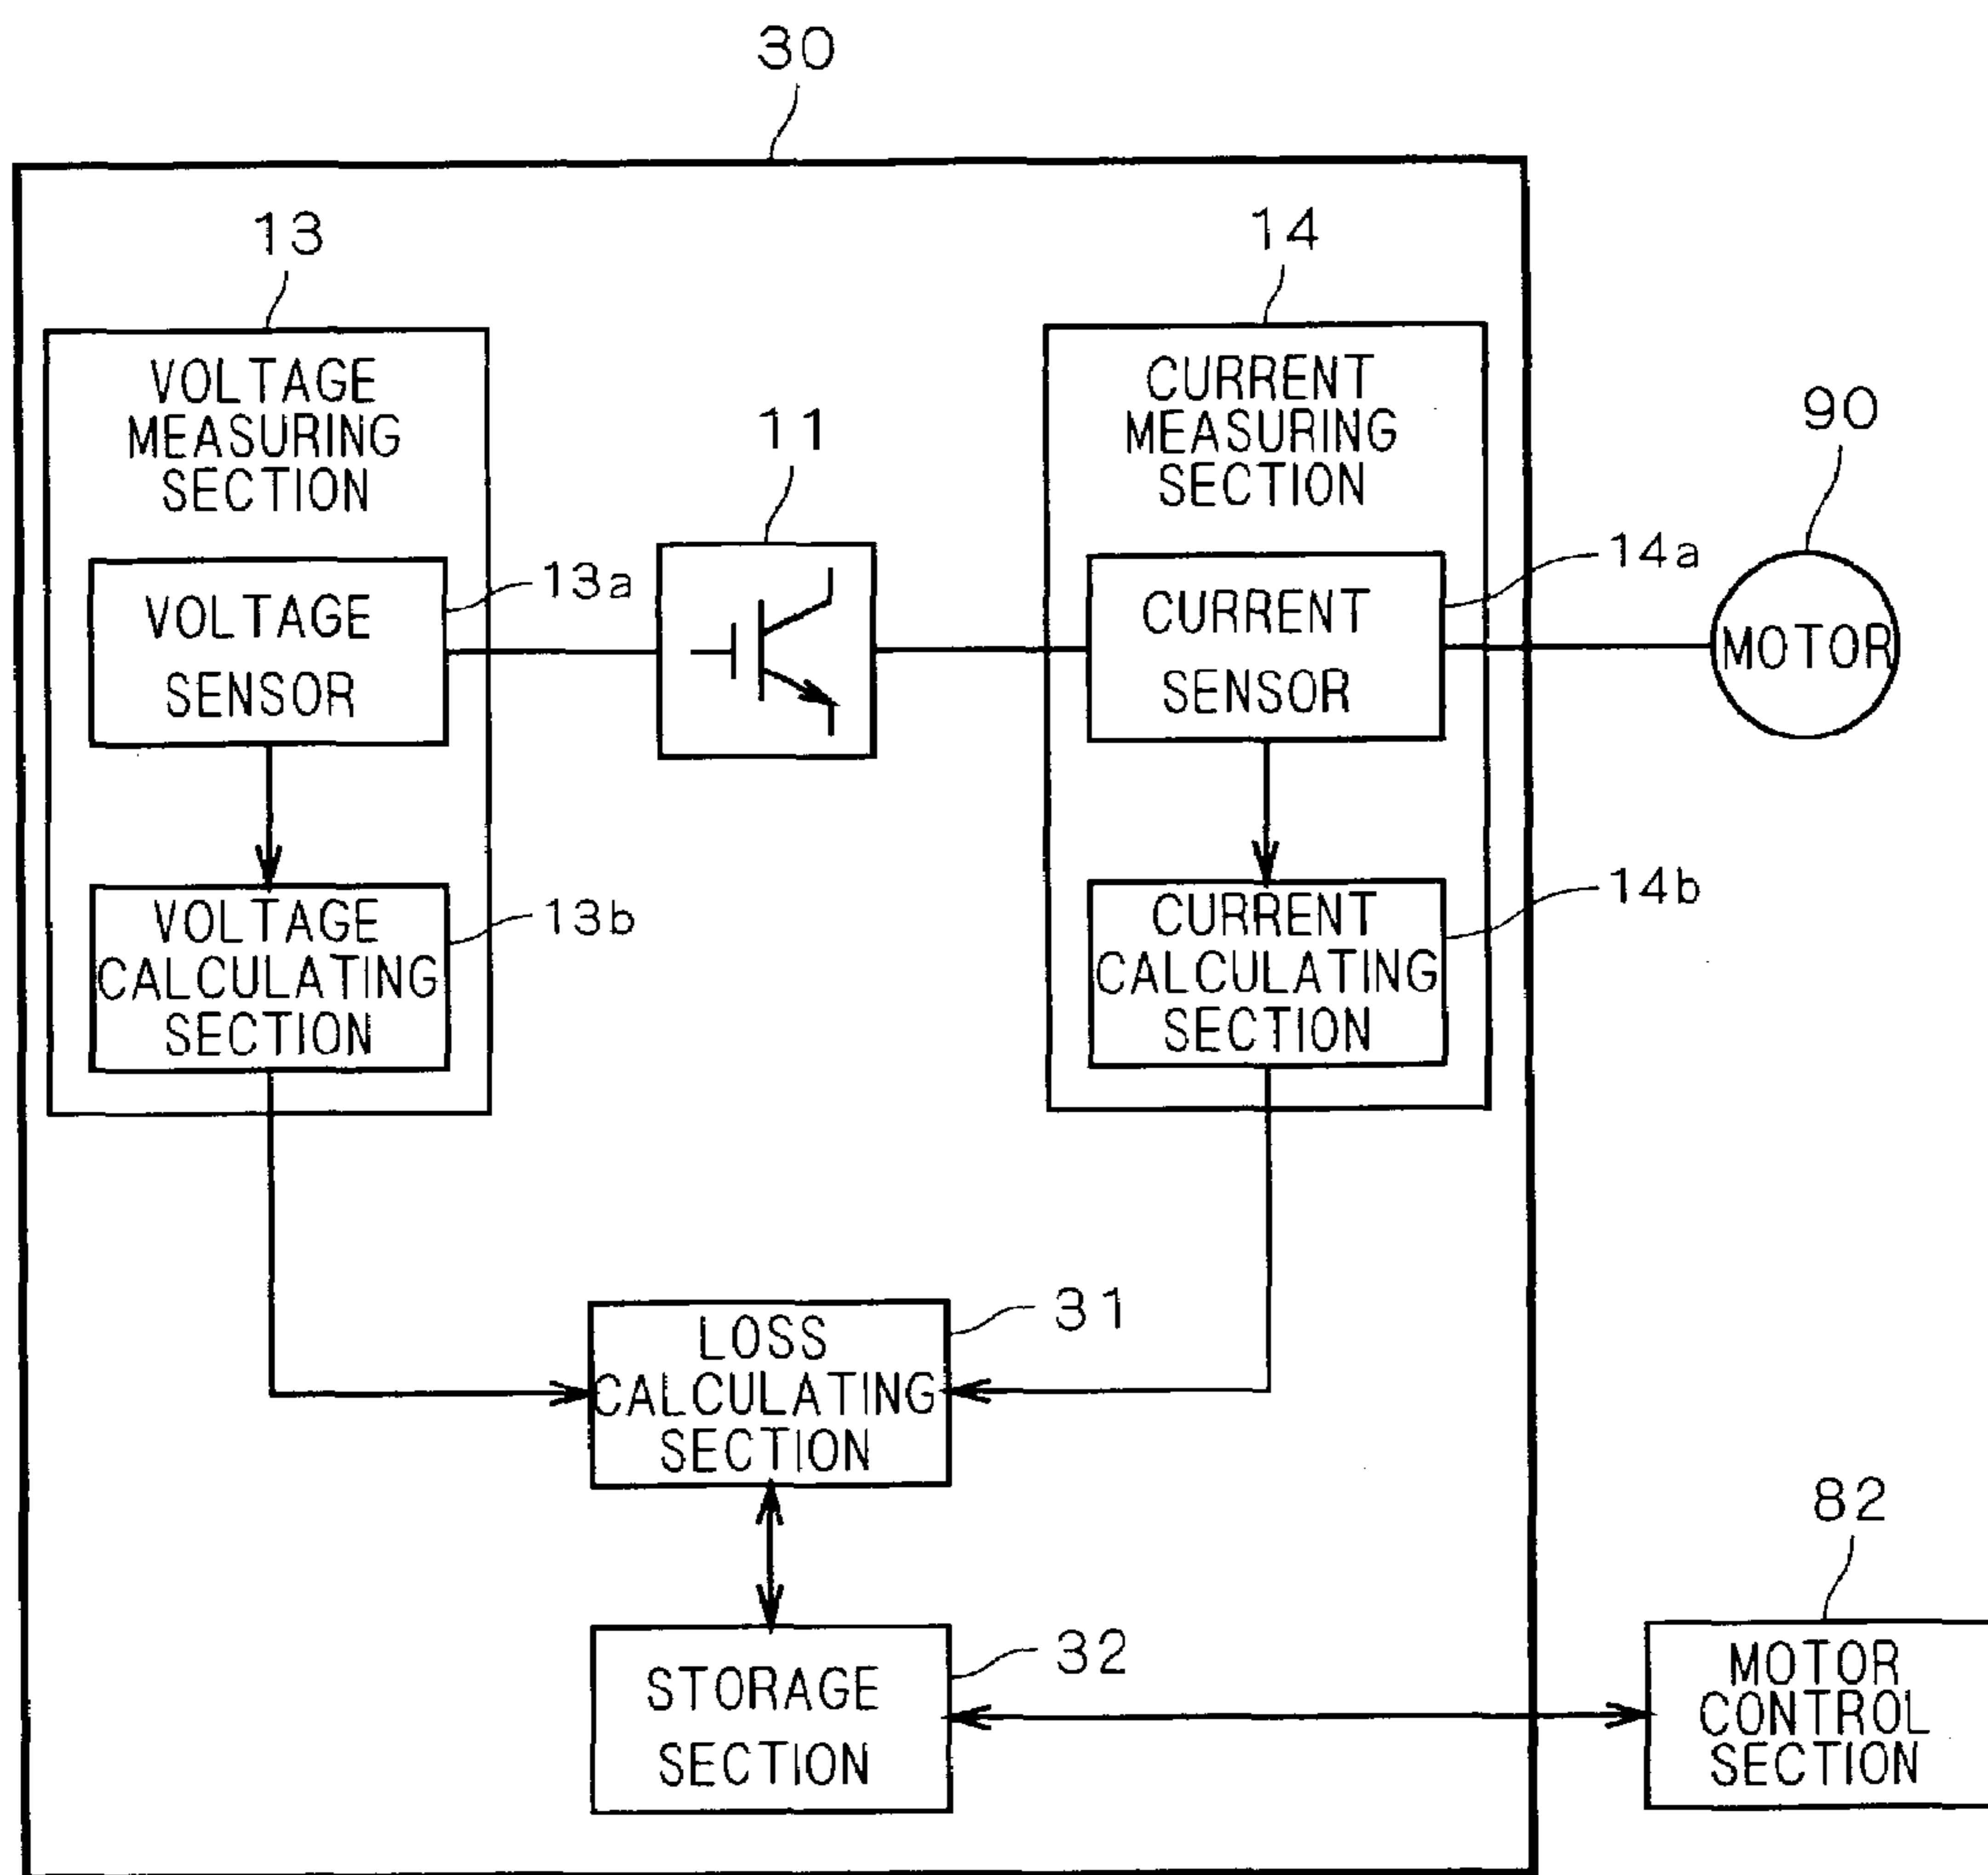 30
13
14
VOLTAGE
MEASURING
SECTION
CURRENT
MEASURING
SECTION
11
90
13a
14a
VOLTAGE
SENSOR
CURRENT
SENSOR
MOTOR
13b
14b
VOLTAGE
CALCULATING
SECTION
CURRENT
CALCULATING
SECTION
31
LOSS
CALCULATING
SECTION
82
32
STORAGE
SECTION
MOTOR
CONTROL
SECTION